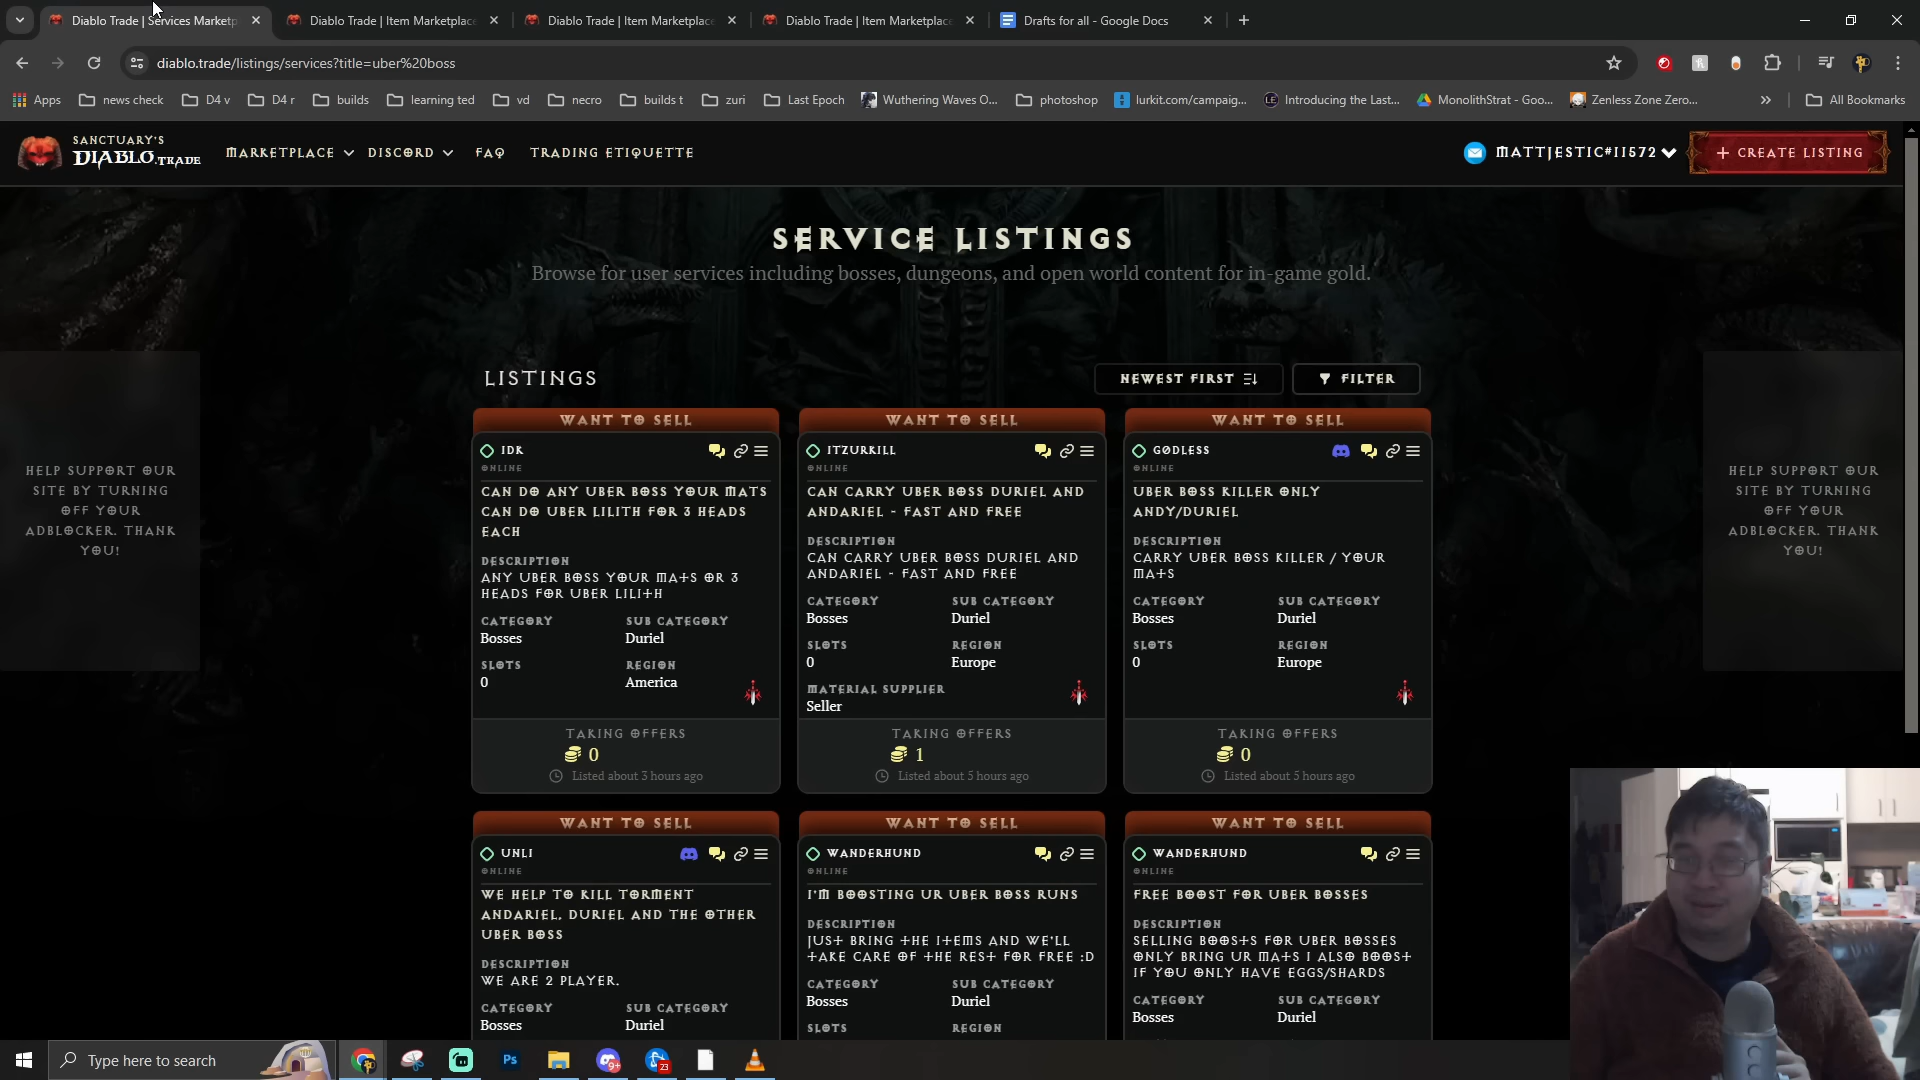 Diablo Trade | Services Marketp
Diablo Trade | Item Marketplace
Diablo Trade | Item Marketplace
Diablo Trade | Item Marketplace
Drafts for all - Google Docs
diablo.trade/listings/services?title=uber%20boss
Apps
news check
D4 v
D4 r
builds
learning ted
vd
necro
builds t
zuri
Last Epoch
Wuthering Waves O...
photoshop
lurkit.com/campaig...
Introducing the Last...
MonolithStrat - Goo...
Zenless Zone Zero...
All Bookmarks
SANCTUARY'S
DIABLO.TRADE
MARKETPLACE
DISCORD
FAQ
TRADING ETIQUETTE
MATTJESTIC#11572
+ CREATE LISTING
SERVICE LISTINGS
Browse for user services including bosses, dungeons, and open world content for in-game gold.
HELP SUPPORT OUR
SITE BY TURNING
OFF YOUR
ADBLOCKER. THANK
YOU!
HELP SUPPORT OUR
SITE BY TURNING
OFF YOUR
ADBLOCKER. THANK
YOU!
LISTINGS
NEWEST FIRST
FILTER
WANT TO SELL
IDK
ONLINE
CAN DO ANY UBER BOSS YOUR MATS
CAN DO UBER LILITH FOR 3 HEADS
EACH
DESCRIPTION
ANY UBER BOSS YOUR MATS OR 3
HEADS FOR UBER LILITH
CATEGORY
Bosses
SUB CATEGORY
Duriel
SLOTS
0
REGION
America
TAKING OFFERS
0
Listed about 3 hours ago
WANT TO SELL
ITZURKILL
ONLINE
CAN CARRY UBER BOSS DURIEL AND
ANDARIEL - FAST AND FREE
DESCRIPTION
CAN CARRY UBER BOSS DURIEL AND
ANDARIEL - FAST AND FREE
CATEGORY
Bosses
SUB CATEGORY
Duriel
SLOTS
0
REGION
Europe
MATERIAL SUPPLIER
Seller
TAKING OFFERS
1
Listed about 5 hours ago
WANT TO SELL
GØDLESS
ONLINE
UBER BOSS KILLER ONLY
ANDY/DURIEL
DESCRIPTION
CARRY UBER BOSS KILLER / YOUR
MATS
CATEGORY
Bosses
SUB CATEGORY
Duriel
SLOTS
0
REGION
Europe
TAKING OFFERS
0
Listed about 5 hours ago
WANT TO SELL
UNLI
ONLINE
WE HELP TO KILL TORMENT
ANDARIEL, DURIEL AND THE OTHER
UBER BOSS
DESCRIPTION
WE ARE 2 PLAYER.
CATEGORY
Bosses
SUB CATEGORY
Duriel
WANT TO SELL
WANDERHUND
ONLINE
I'M BOOSTING UR UBER BOSS RUNS
DESCRIPTION
JUST BRING THE ITEMS AND WE'LL
TAKE CARE OF THE REST FOR FREE :D
CATEGORY
Bosses
SUB CATEGORY
Duriel
SLOTS
REGION
WANT TO SELL
WANDERHUND
ONLINE
FREE BOOST FOR UBER BOSSES
DESCRIPTION
SELLING BOOSTS FOR UBER BOSSES
ONLY BRING UR MATS I ALSO BOOST
IF YOU ONLY HAVE EGGS/SHARDS
CATEGORY
Bosses
SUB CATEGORY
Duriel
Type here to search
Ps
9+
23